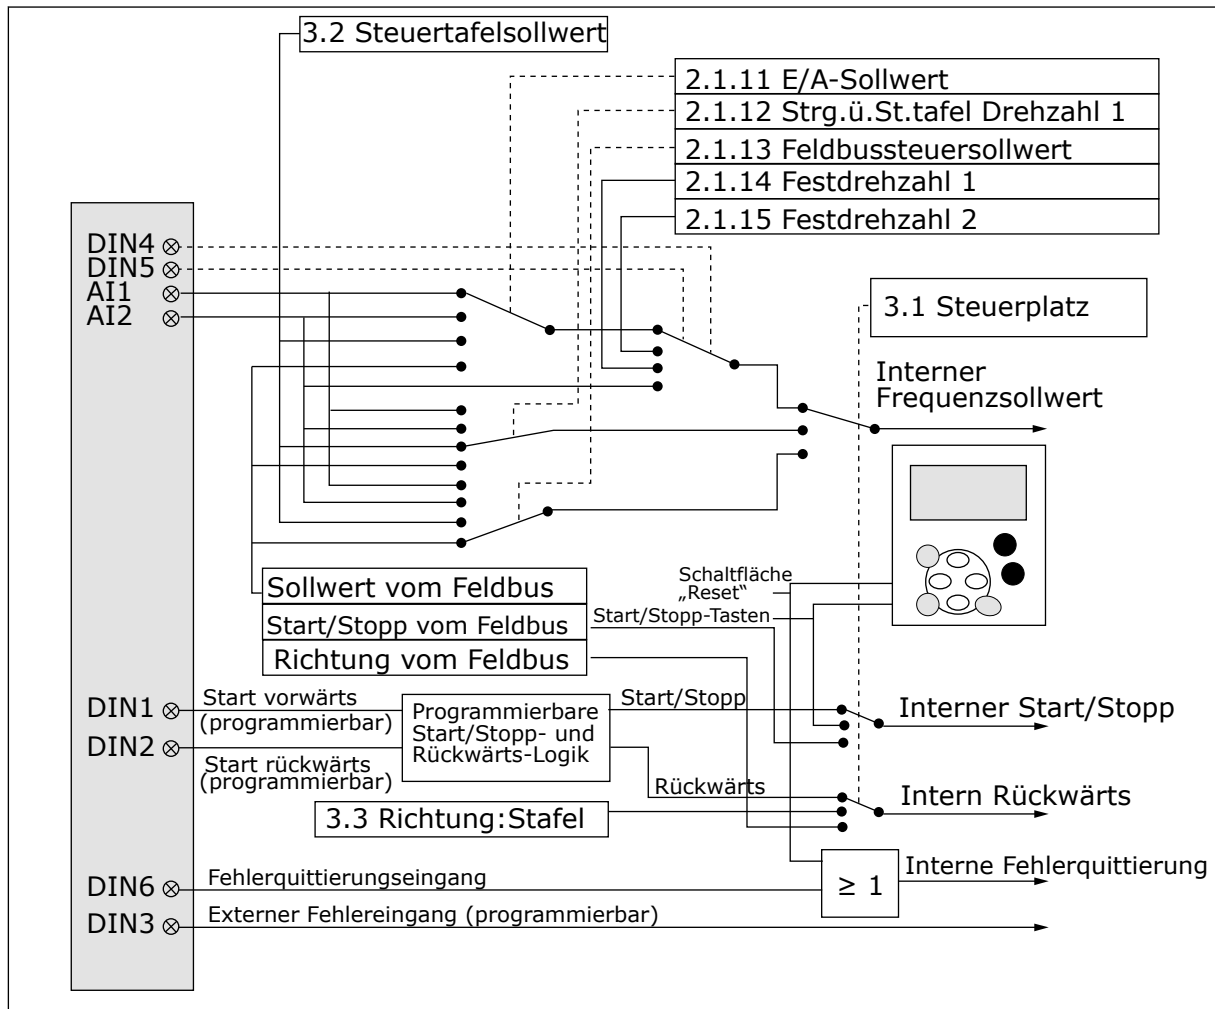 3.2 Steuertafelsollwert
2.1.11 E/A-Sollwert
2.1.12 Strg.ü.St.tafel Drehzahl 1
2.1.13 Feldbussteuersollwert
2.1.14 Festdrehzahl 1
2.1.15 Festdrehzahl 2
DIN4
DIN5
AI1
AI2
3.1 Steuerplatz
Interner
Frequenzsollwert
Sollwert vom Feldbus
Start/Stopp vom Feldbus
Richtung vom Feldbus
Schaltfläche
„Reset“
Start/Stopp-Tasten
DIN1
Start vorwärts
(programmierbar)
DIN2
Start rückwärts
(programmierbar)
Programmierbare
Start/Stopp- und
Rückwärts-Logik
Start/Stopp
Interner Start/Stopp
Rückwärts
Intern Rückwärts
3.3 Richtung:Stafel
DIN6
Fehlerquittierungseingang
≥ 1
Interne Fehlerquittierung
DIN3
Externer Fehlereingang (programmierbar)